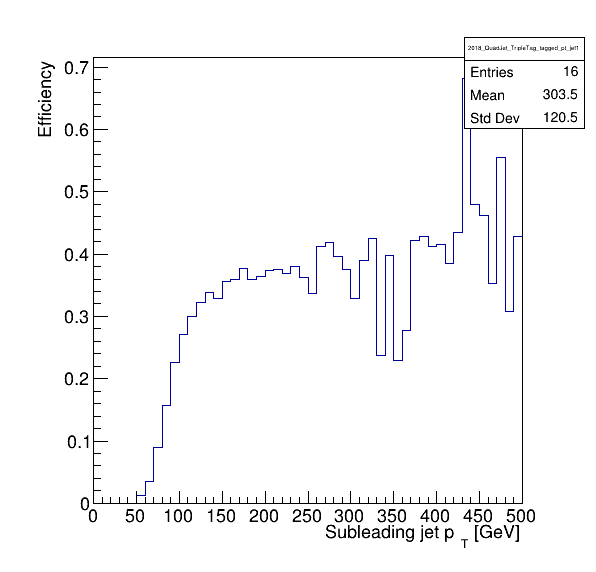 2018_QuadJet_TripleTag_tagged_pt_jet1
Entries 16
Mean 303.5
Std Dev 120.5
Efficiency
0.7
0.6
0.5
0.4
0.3
0.2
0.1
0
0 50 100 150 200 250 300 350 400 450 500
Subleading jet p T [GeV]